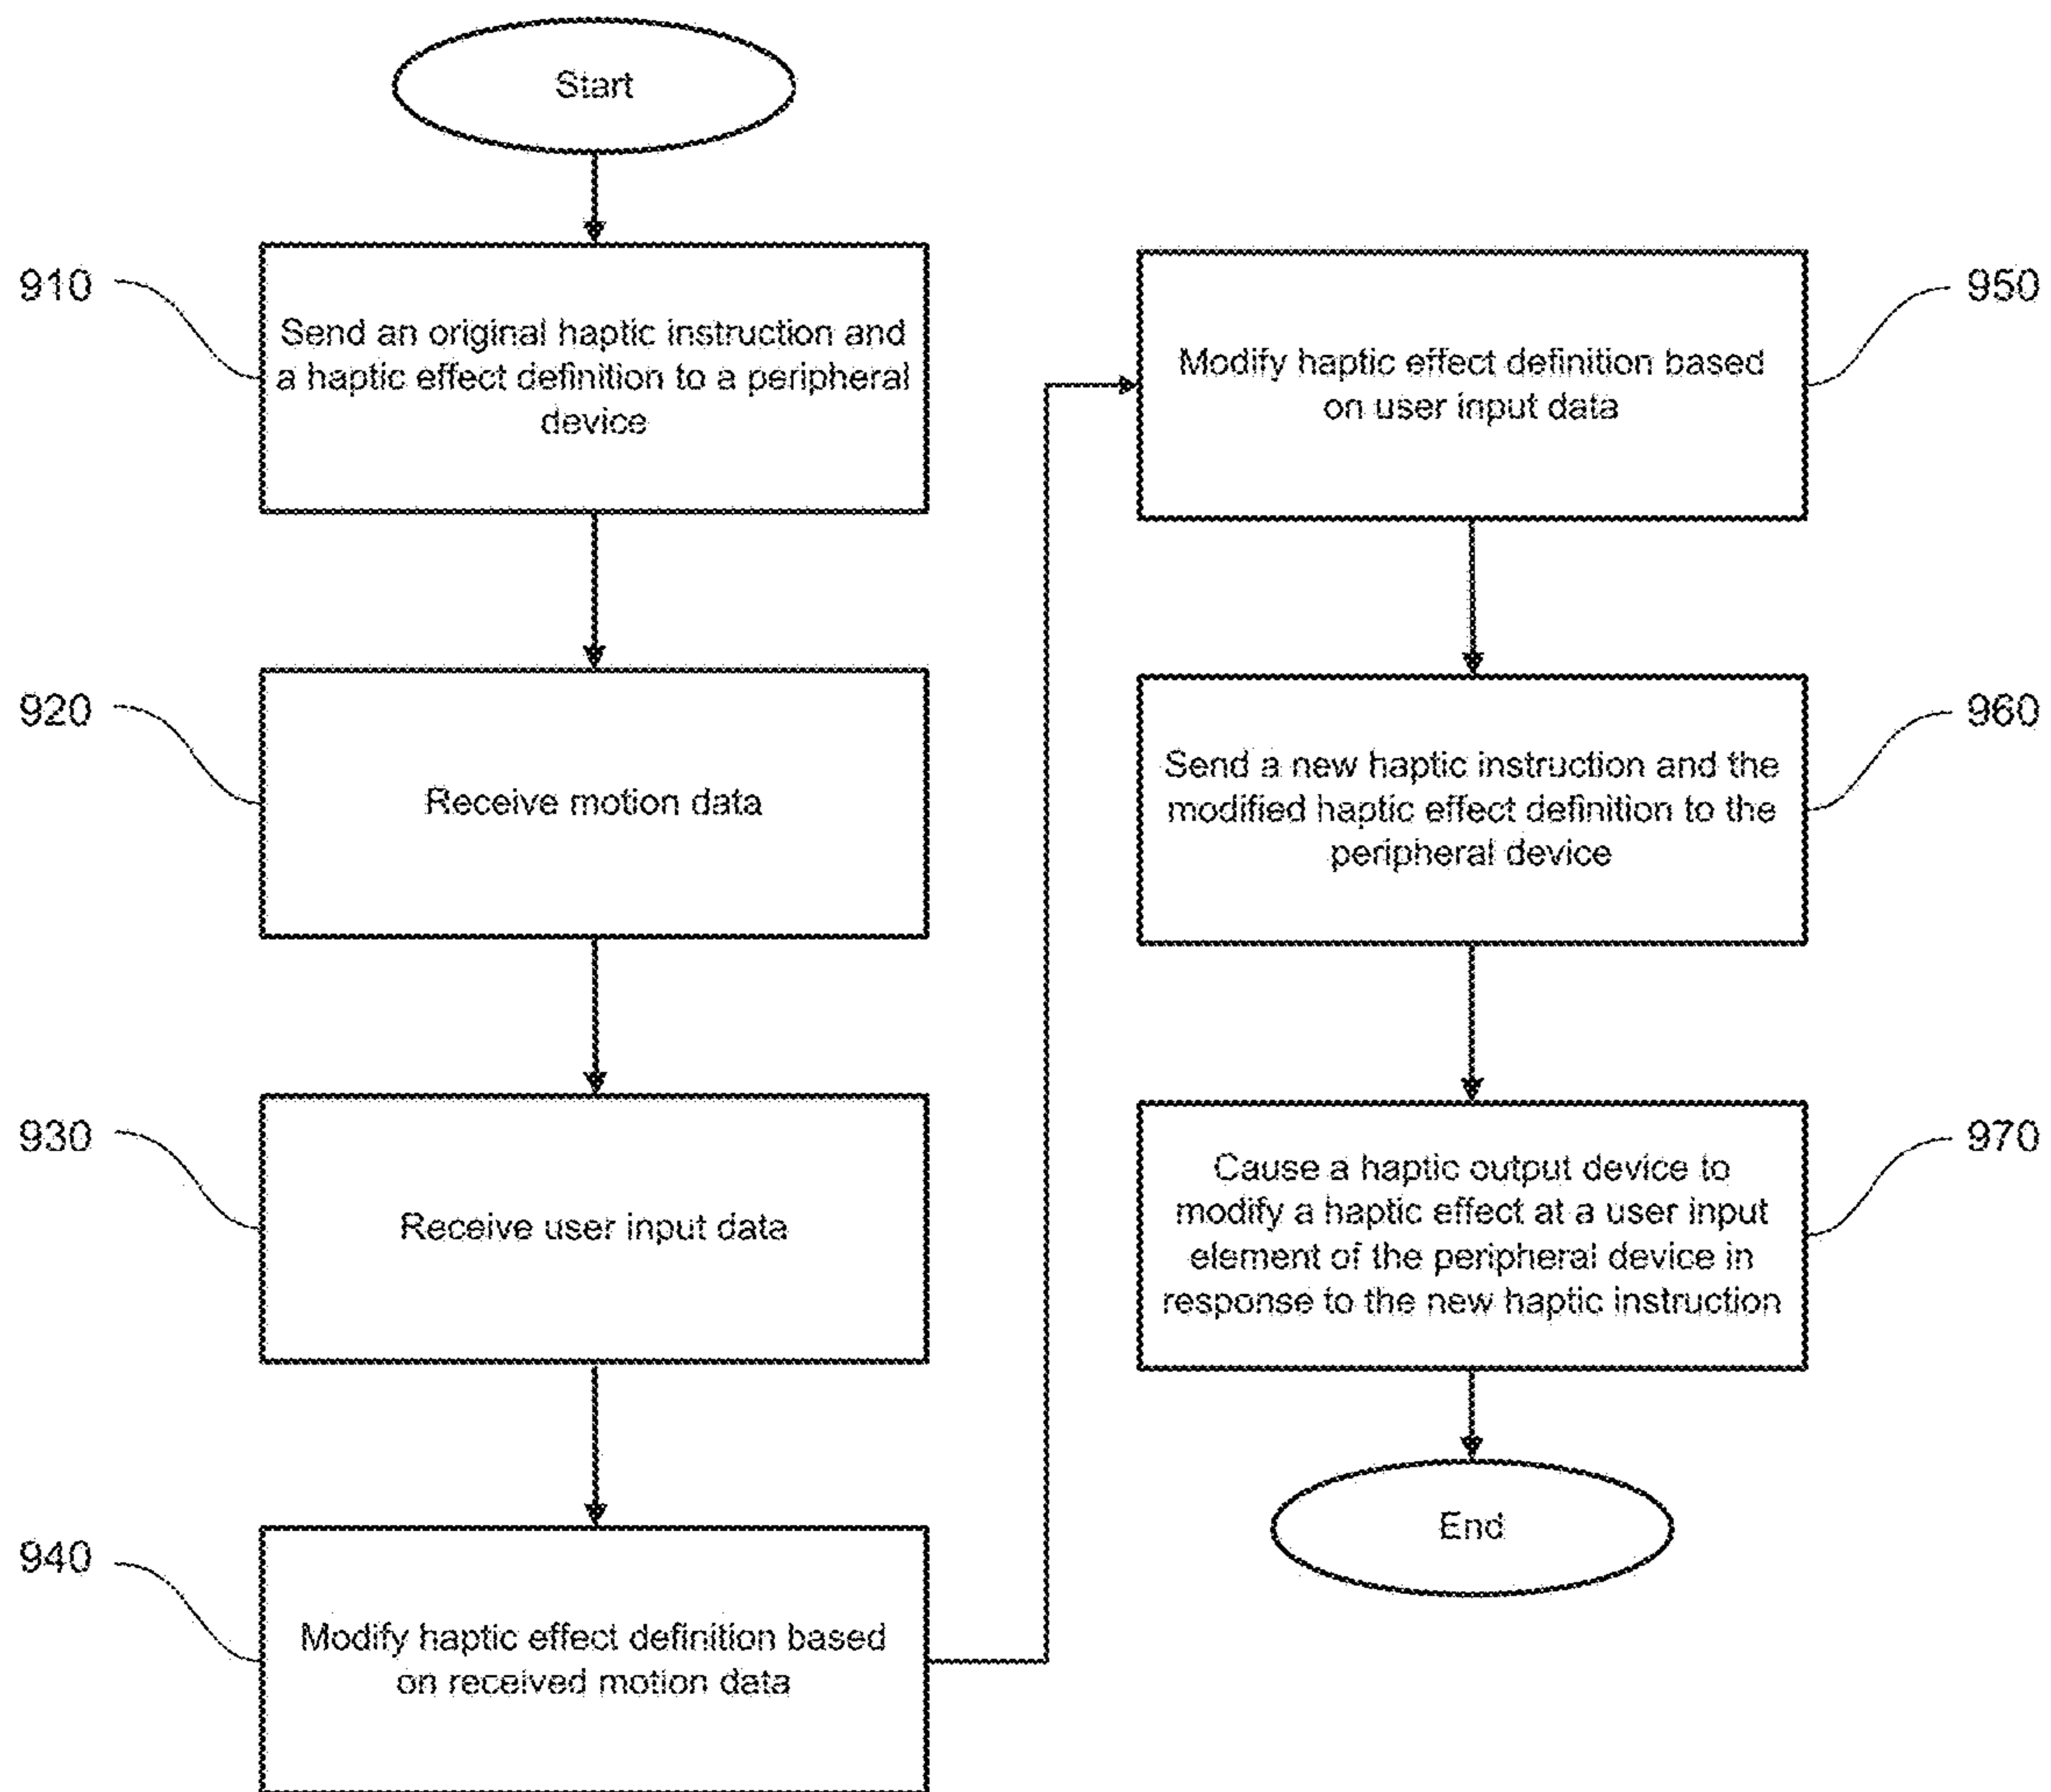 Start
910
Send an original haptic instruction and
a haptic effect definition to a peripheral
device
920
Receive motion data
930
Receive user input data
940
Modify haptic effect definition based
on received motion data
950
Modify haptic effect definition based
on user input data
960
Send a new haptic instruction and the
modified haptic effect definition to the
peripheral device
970
Cause a haptic output device to
modify a haptic effect at a user input
element of the peripheral device in
response to the new haptic instruction
End